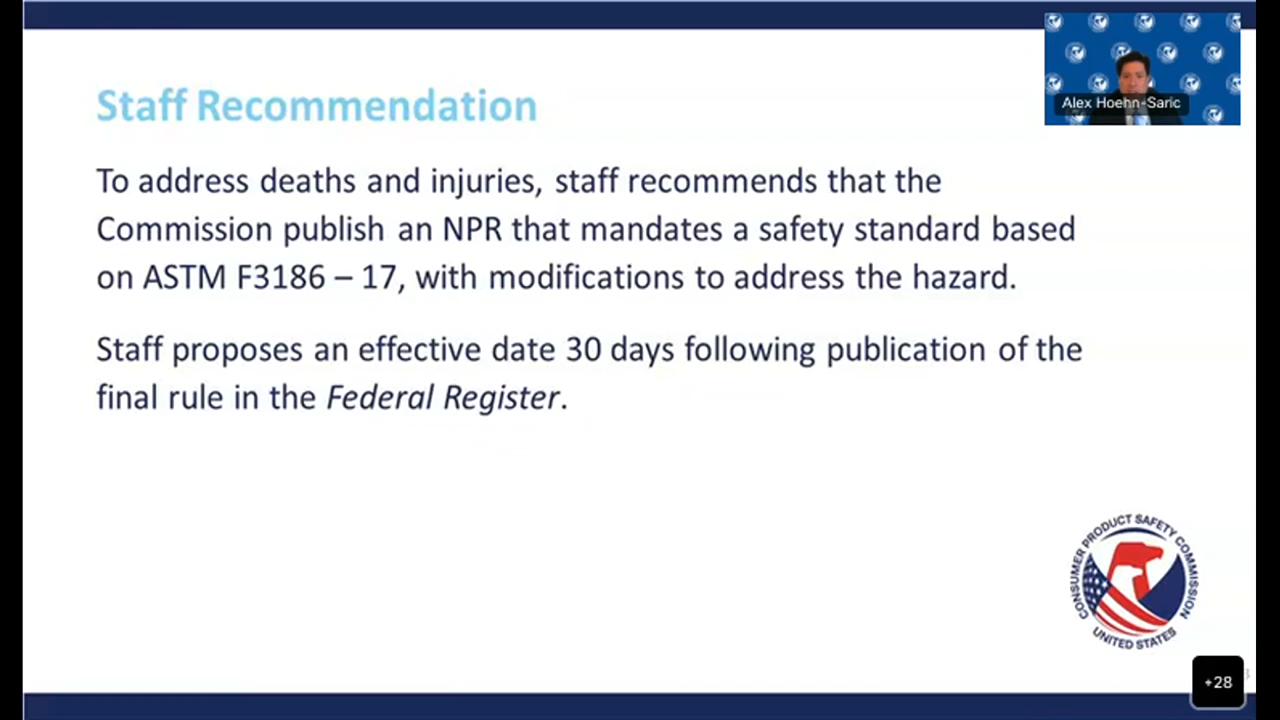 Staff Recommendation
Alex Hoehn-Saric
To address deaths and injuries, staff recommends that the
Commission publish an NPR that mandates a safety standard based
on ASTM F3186 – 17, with modifications to address the hazard.
Staff proposes an effective date 30 days following publication of the
final rule in the Federal Register.
CONSUMER PRODUCT SAFETY COMMISSION
UNITED STATES
+28